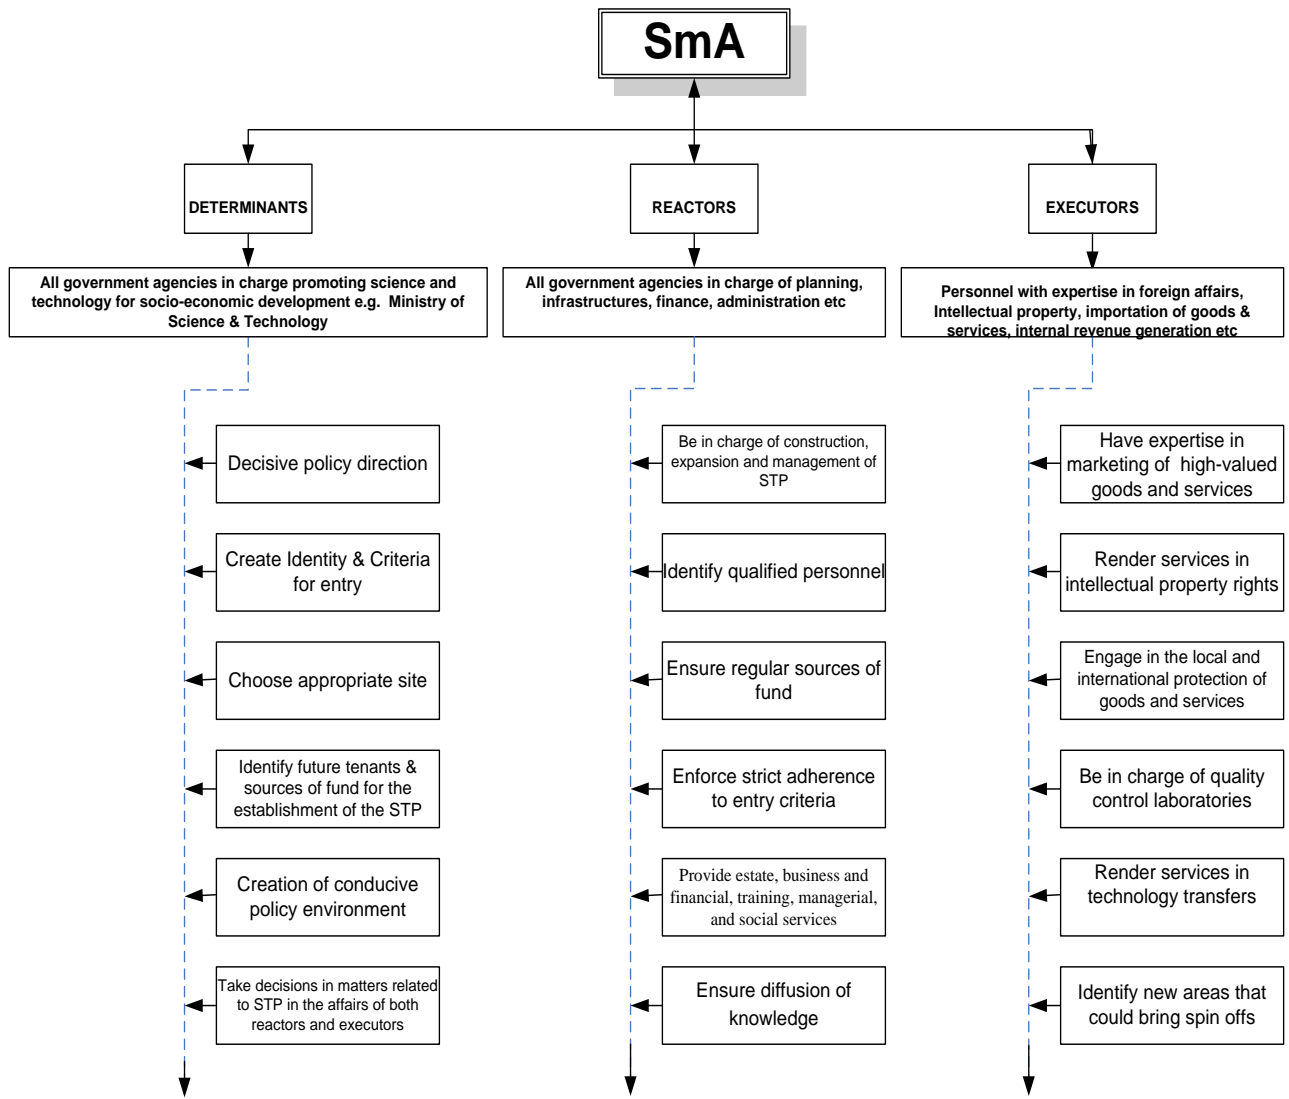 SmA
DETERMINANTS
REACTORS
EXECUTORS
All government agencies in charge promoting science and
technology for socio-economic development e.g. Ministry of
Science & Technology
All government agencies in charge of planning,
infrastructures, finance, administration etc
Personnel with expertise in foreign affairs,
Intellectual property, importation of goods &
services, internal revenue generation etc
Decisive policy direction
Create Identity & Criteria
for entry
Choose appropriate site
Identify future tenants &
sources of fund for the
establishment of the STP
Creation of conducive
policy environment
Take decisions in matters related
to STP in the affairs of both
reactors and executors
Be in charge of construction,
expansion and management of
STP
Identify qualified personnel
Ensure regular sources of
fund
Enforce strict adherence
to entry criteria
Provide estate, business and
financial, training, managerial,
and social services
Ensure diffusion of
knowledge
Have expertise in
marketing of high-valued
goods and services
Render services in
intellectual property rights
Engage in the local and
international protection of
goods and services
Be in charge of quality
control laboratories
Render services in
technology transfers
Identify new areas that
could bring spin offs